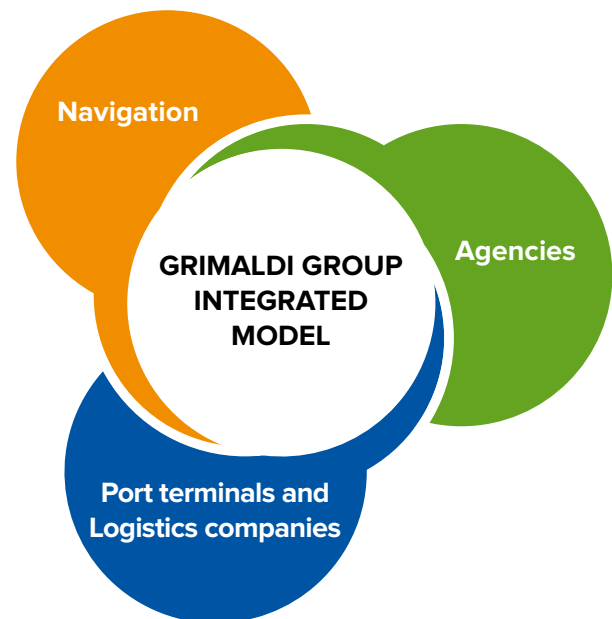 Navigation
Agencies
GRIMALDI GROUP
INTEGRATED
MODEL
Port terminals and
Logistics companies